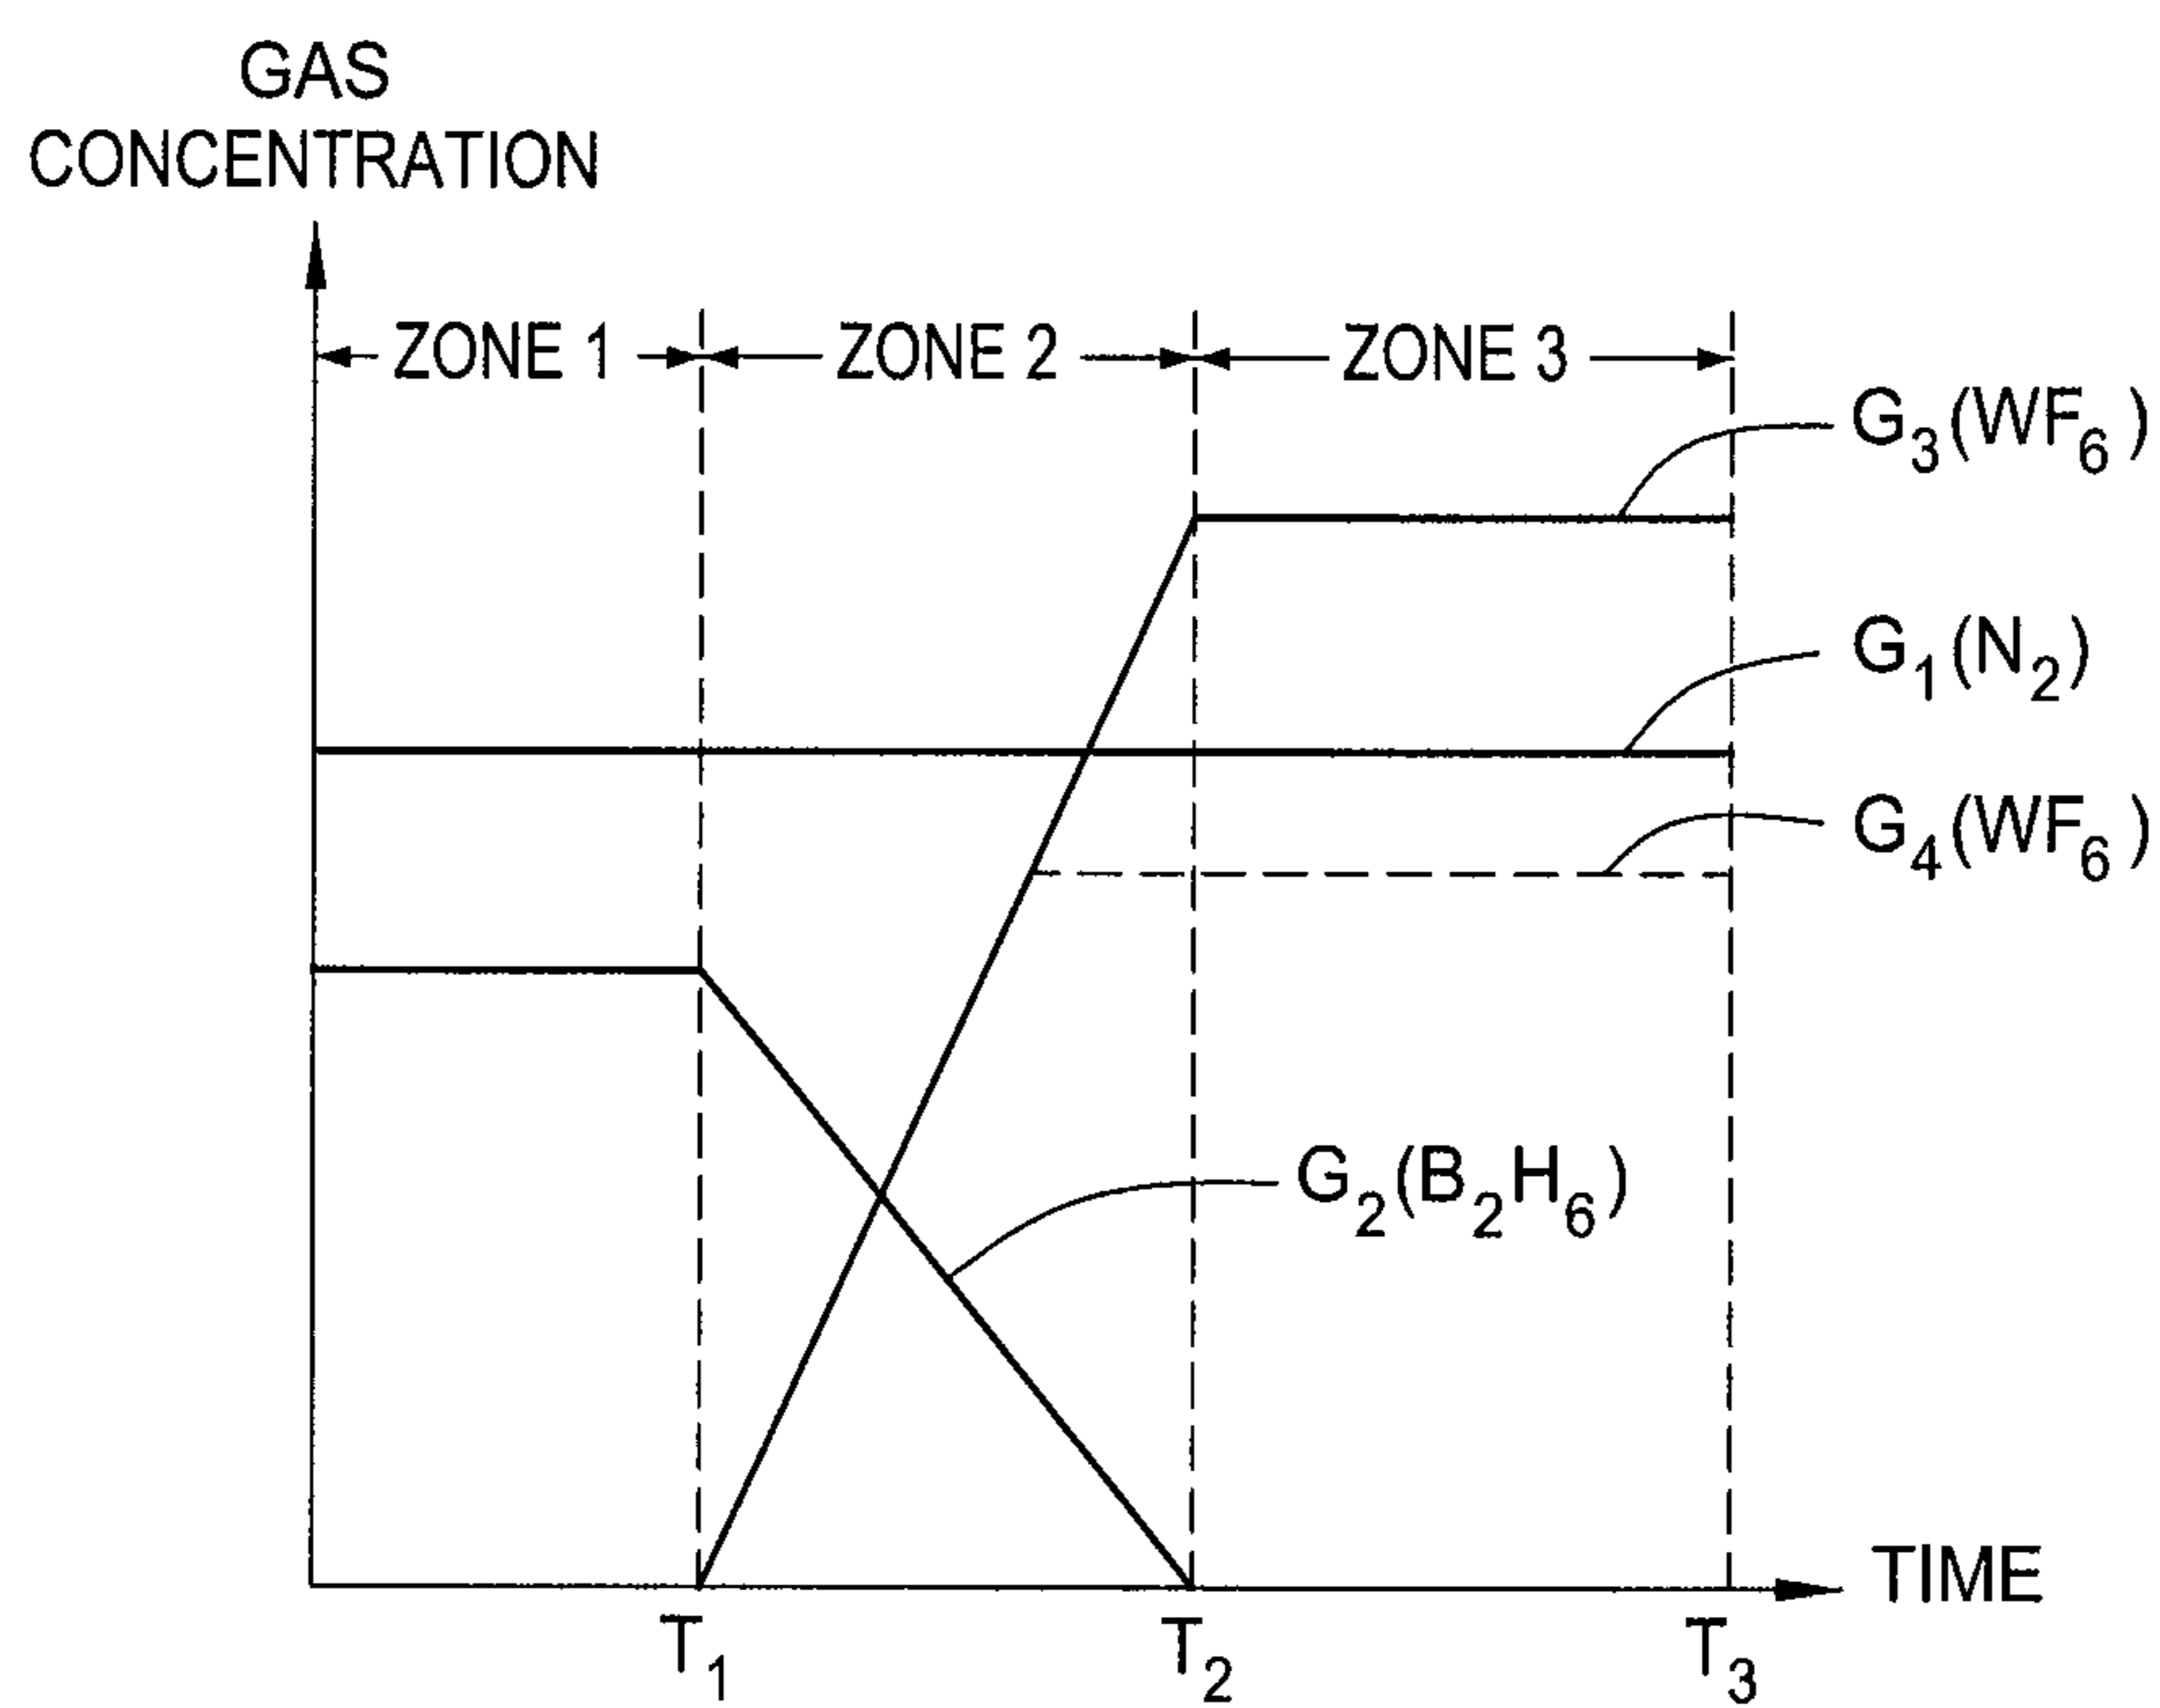 GAS
CONCENTRATION
ZONE 1
ZONE 2
ZONE 3
G3(WF6)
G1(N2)
G4(WF6)
G2(B2H6)
TIME
T1
T2
T3